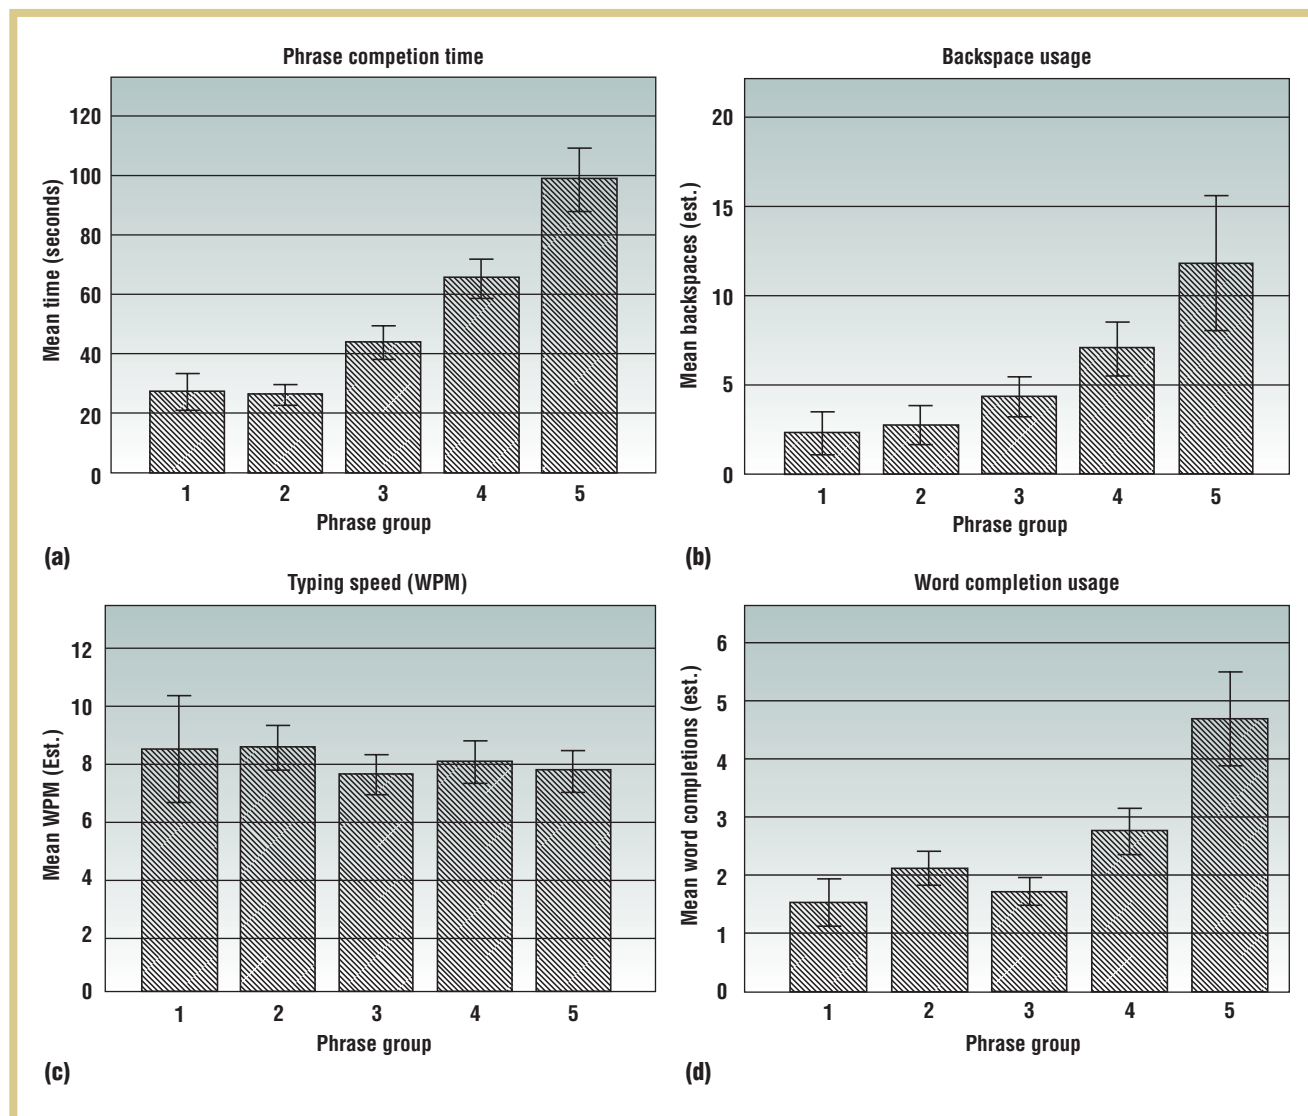 Phrase competion time
120
100
80
60
40
20
0
Mean time (seconds)
1 2 3 4 5
Phrase group
(a)
Backspace usage
20
15
10
5
0
Mean backspaces (est.)
1 2 3 4 5
Phrase group
(b)
Typing speed (WPM)
12
10
8
6
4
2
0
Mean WPM (Est.)
1 2 3 4 5
Phrase group
(c)
Word completion usage
6
5
4
3
2
1
0
Mean word completions (est.)
1 2 3 4 5
Phrase group
(d)